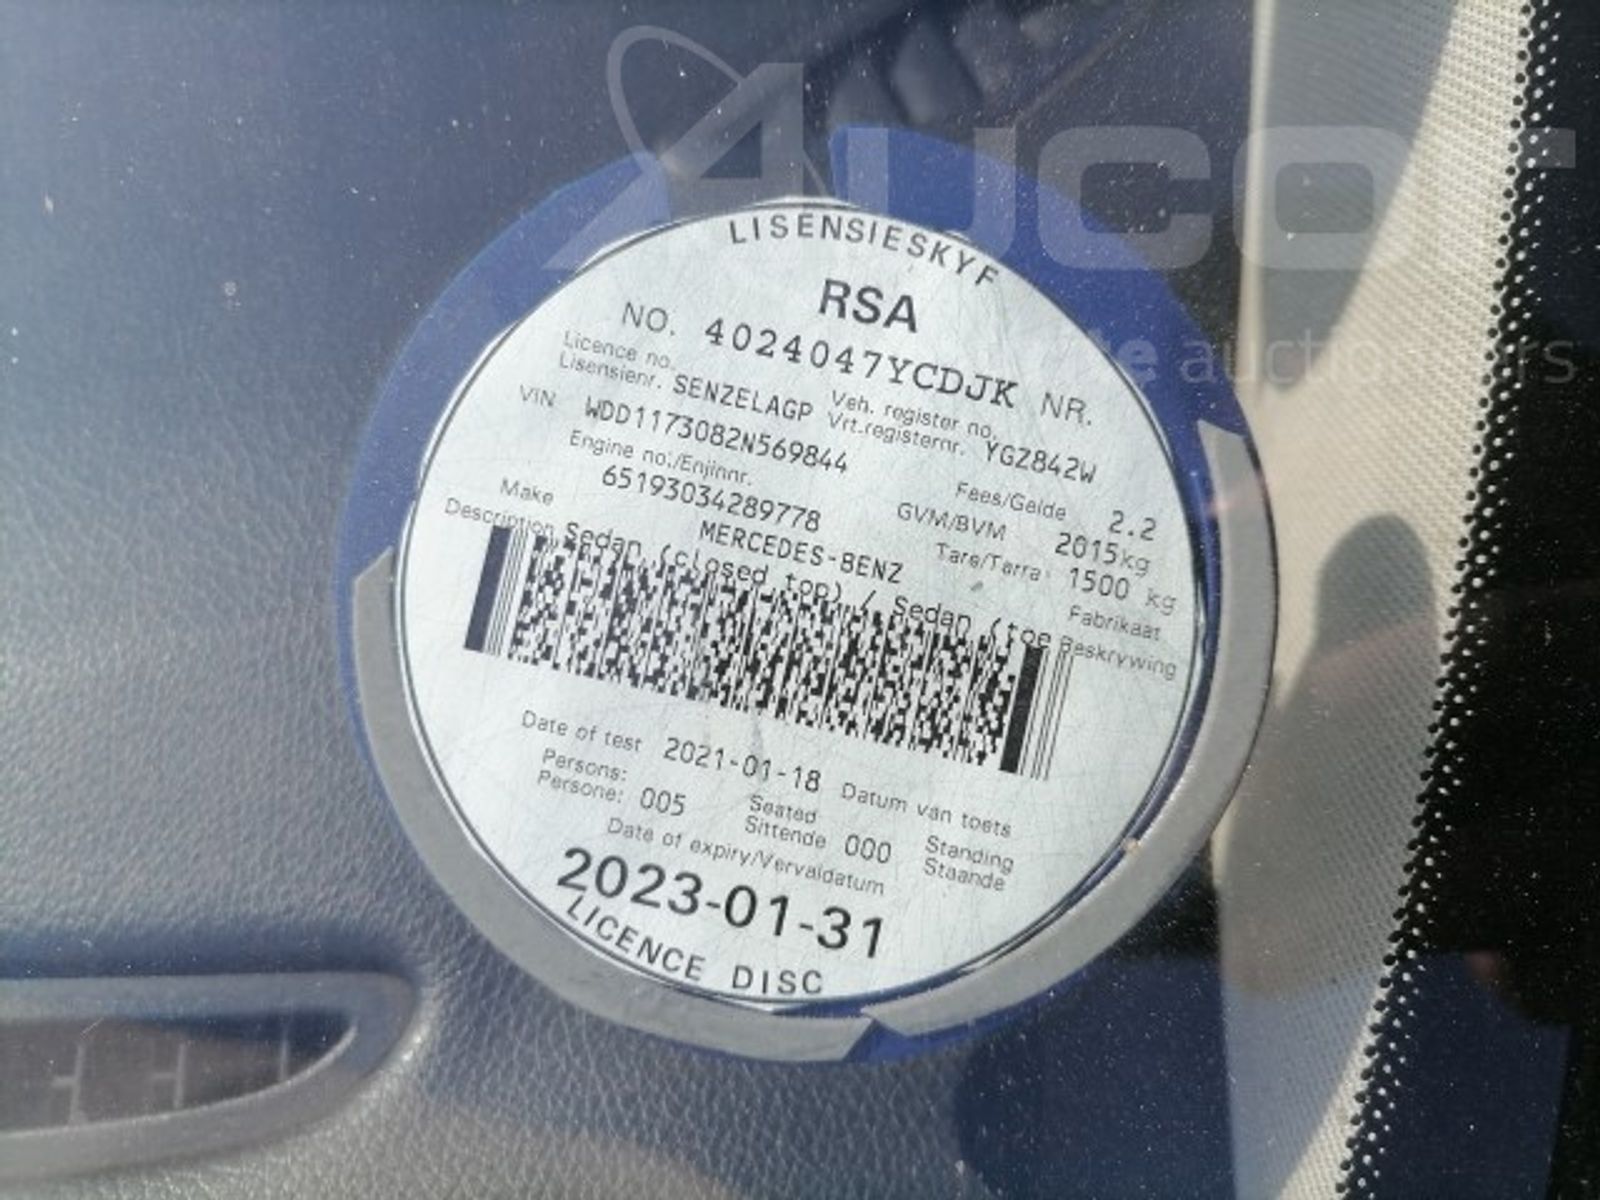 Aucor
auctioneers
LISENSIESKYF
RSA
NO. 4024047YCDJK NR.
Licence no. Veh. register no.
Lisensienr. SENZELAGP Vrt.registernr. YGZ842W
VIN WDD1173082N569844 Fees/Gelde 2.2
Engine no./Enjinnr. GVM/BVM 2015kg
65193034289778 Tare/Tarra 1500 kg
Make MERCEDES-BENZ Fabrikaat
Description Sedan (closed top) / Sedan (toe Beskrywing
Date of test 2021-01-18 Datum van toets
Persons: Seated Standing
Persone: 005 Sittende 000 Staande
Date of expiry/Vervaldatum
2023-01-31
LICENCE DISC